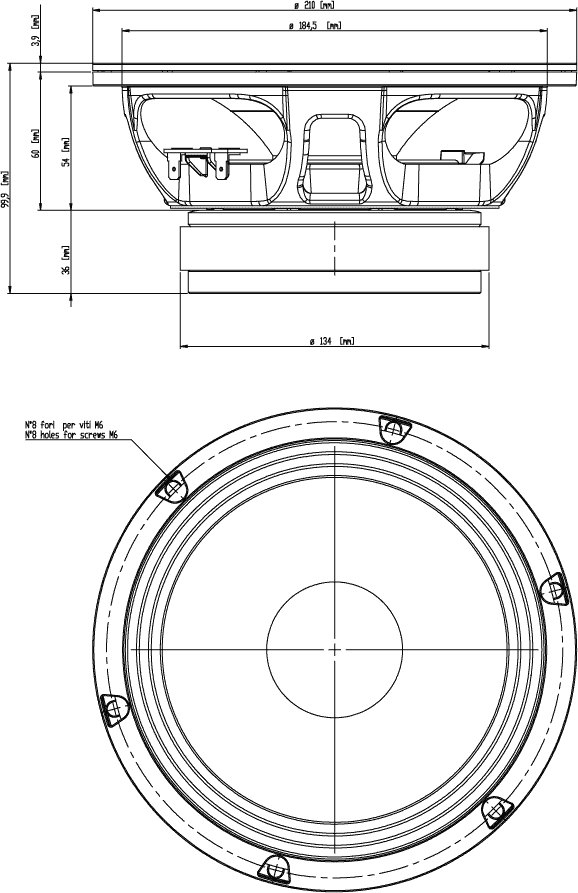 ø 210 [mm]
ø 184,5 [mm]
3,9 [mm]
60 [mm]
54 [mm]
99,9 [mm]
36 [mm]
ø 134 [mm]
N°8 fori per viti M6
N°8 holes for screws M6